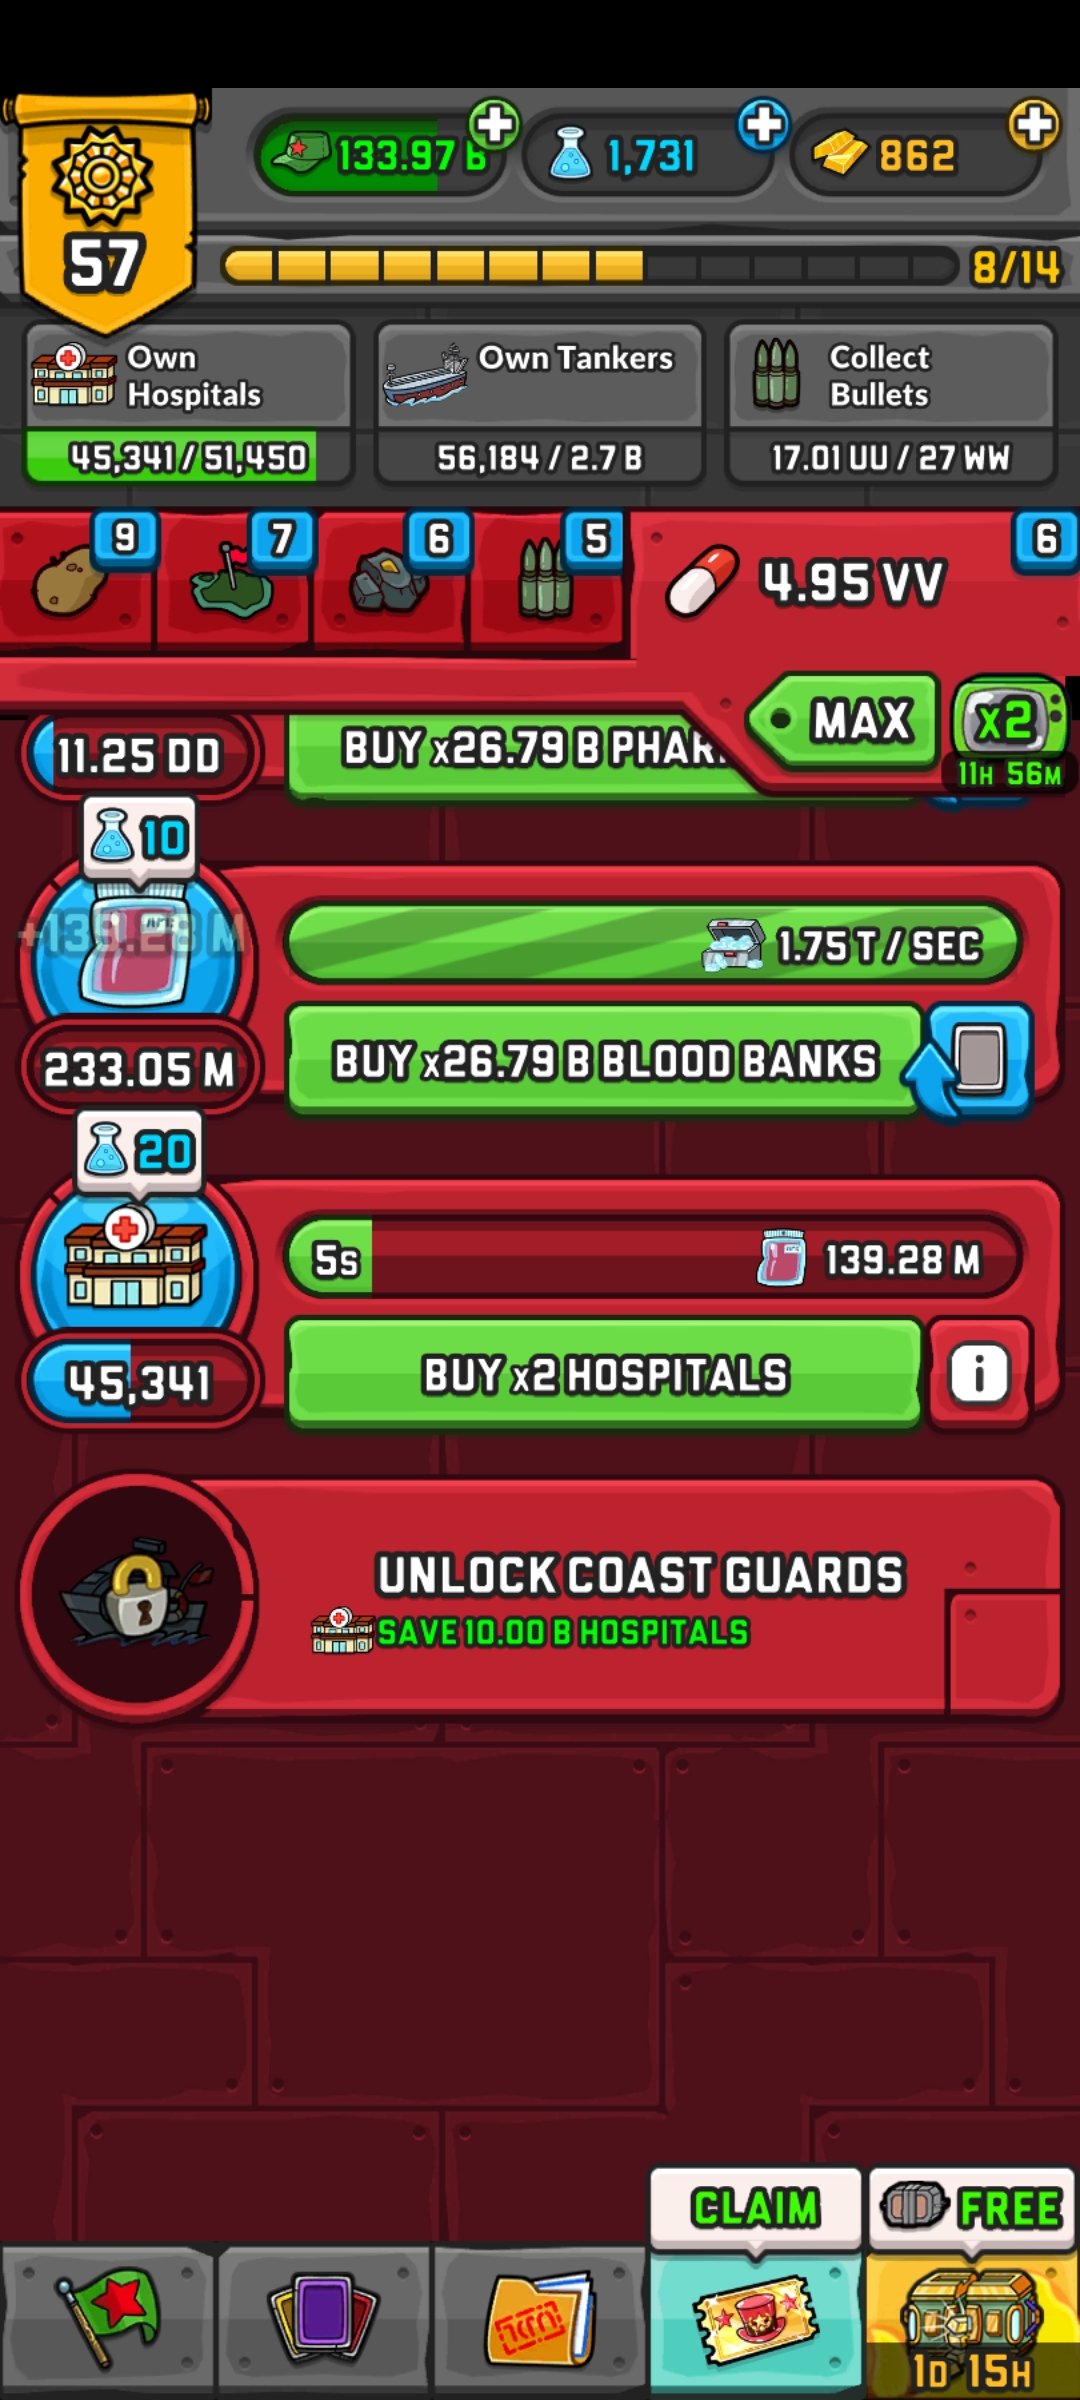 133.97 B
1,731
862
57
8/14
Own Hospitals
45,341 / 51,450
Own Tankers
56,184 / 2.7 B
Collect Bullets
17.01 UU / 27 WW
9
7
6
5
4.95 VV
6
MAX
x2
11H 56M
11.25 DD
BUY x26.79 B PHAR
10
+139.28 M
1.75 T / SEC
233.05 M
BUY x26.79 B BLOOD BANKS
20
5s
139.28 M
45,341
BUY x2 HOSPITALS
i
UNLOCK COAST GUARDS
SAVE 10.00 B HOSPITALS
CLAIM
FREE
1D 15H